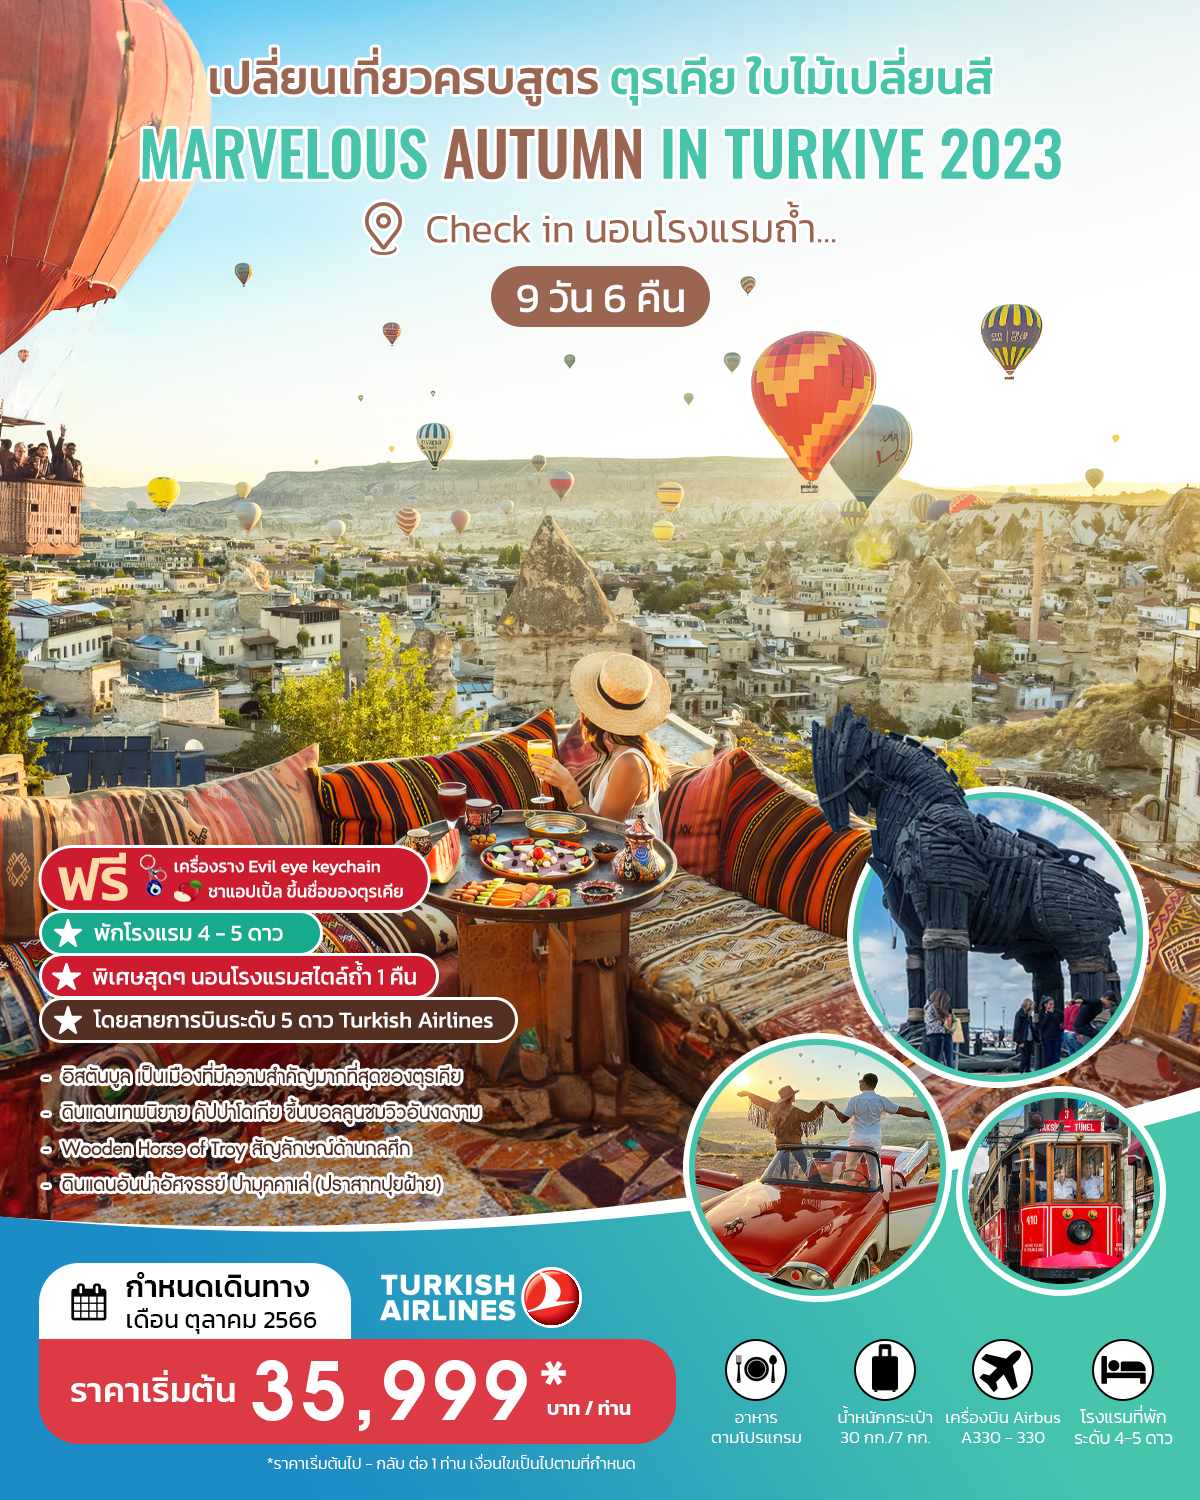 เปลี่ยนเที่ยวครบสูตร ตุรเคีย ใบไม้เปลี่ยนสี
MARVELOUS AUTUMN IN TURKIYE 2023
Check in นอนโรงแรมถ้ำ...
9 วัน 6 คืน
ฟรี
เครื่องราง Evil eye keychain
ชาแอปเปิ้ล ขึ้นชื่อของตุรเคีย
พักโรงแรม 4 - 5 ดาว
พิเศษสุดๆ นอนโรงแรมสไตล์ถ้ำ 1 คืน
โดยสายการบินระดับ 5 ดาว Turkish Airlines
- อิสตันบูล เป็นเมืองที่มีความสำคัญมากที่สุดของตุรเคีย
- ดินแดนเทพนิยาย คัปปาโดเกีย ขึ้นบอลลูนชมวิวอันงดงาม
- Wooden Horse of Troy สัญลักษณ์ด้านกลศึก
- ดินแดนอันน่าอัศจรรย์ ปามุคคาเล่ (ปราสาทปุยฝ้าย)
3
TÜNEL
410
กำหนดเดินทาง
เดือน ตุลาคม 2566
TURKISH
AIRLINES
ราคาเริ่มต้น 35,999*
บาท / ท่าน
*ราคาเริ่มต้นไป - กลับ ต่อ 1 ท่าน เงื่อนไขเป็นไปตามที่กำหนด
อาหาร
ตามโปรแกรม
น้ำหนักกระเป๋า
30 กก./7 กก.
เครื่องบิน Airbus
A330 - 330
โรงแรมที่พัก
ระดับ 4-5 ดาว